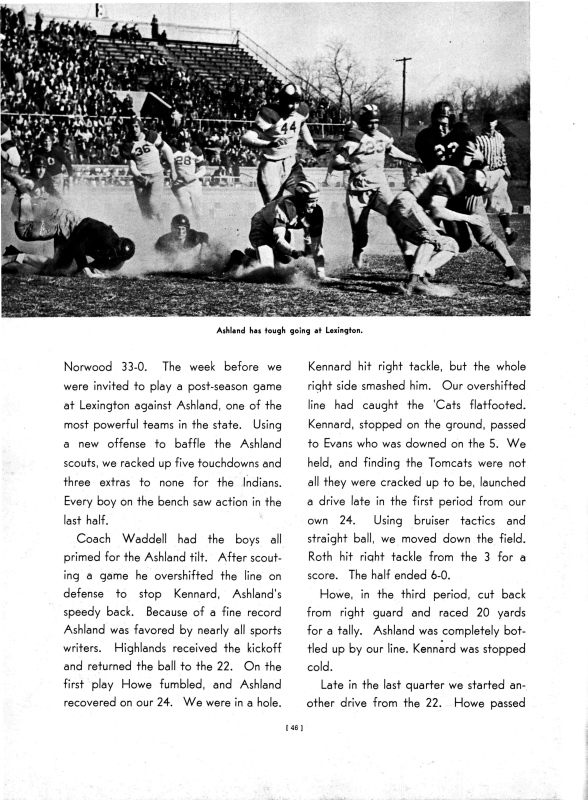 36
28
44
33
Ashland has tough going at Lexington.
Norwood 33-0. The week before we
were invited to play a post-season game
at Lexington against Ashland, one of the
most powerful teams in the state. Using
a new offense to baffle the Ashland
scouts, we racked up five touchdowns and
three extras to none for the Indians.
Every boy on the bench saw action in the
last half.
Coach Waddell had the boys all
primed for the Ashland tilt. After scout-
ing a game he overshifted the line on
defense to stop Kennard, Ashland's
speedy back. Because of a fine record
Ashland was favored by nearly all sports
writers. Highlands received the kickoff
and returned the ball to the 22. On the
first play Howe fumbled, and Ashland
recovered on our 24. We were in a hole.
Kennard hit right tackle, but the whole
right side smashed him. Our overshifted
line had caught the 'Cats flatfooted.
Kennard, stopped on the ground, passed
to Evans who was downed on the 5. We
held, and finding the Tomcats were not
all they were cracked up to be, launched
a drive late in the first period from our
own 24. Using bruiser tactics and
straight ball, we moved down the field.
Roth hit right tackle from the 3 for a
score. The half ended 6-0.
Howe, in the third period, cut back
from right guard and raced 20 yards
for a tally. Ashland was completely bot-
tled up by our line. Kennard was stopped
cold.
Late in the last quarter we started an-
other drive from the 22. Howe passed
[ 46 ]